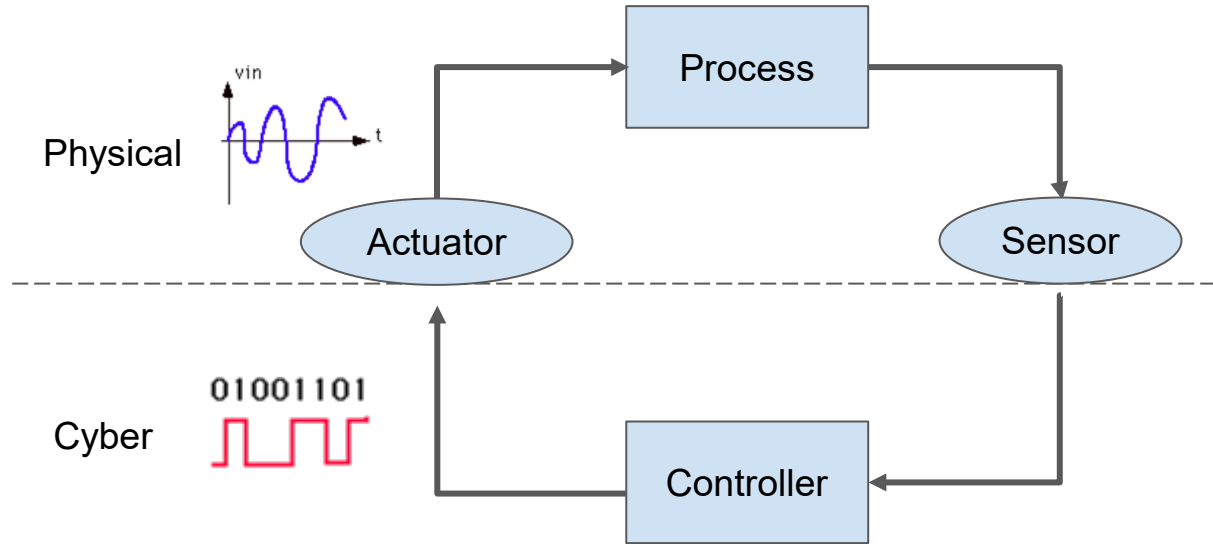 Process
vin
t
Physical
Actuator
Sensor
01001101
Cyber
Controller